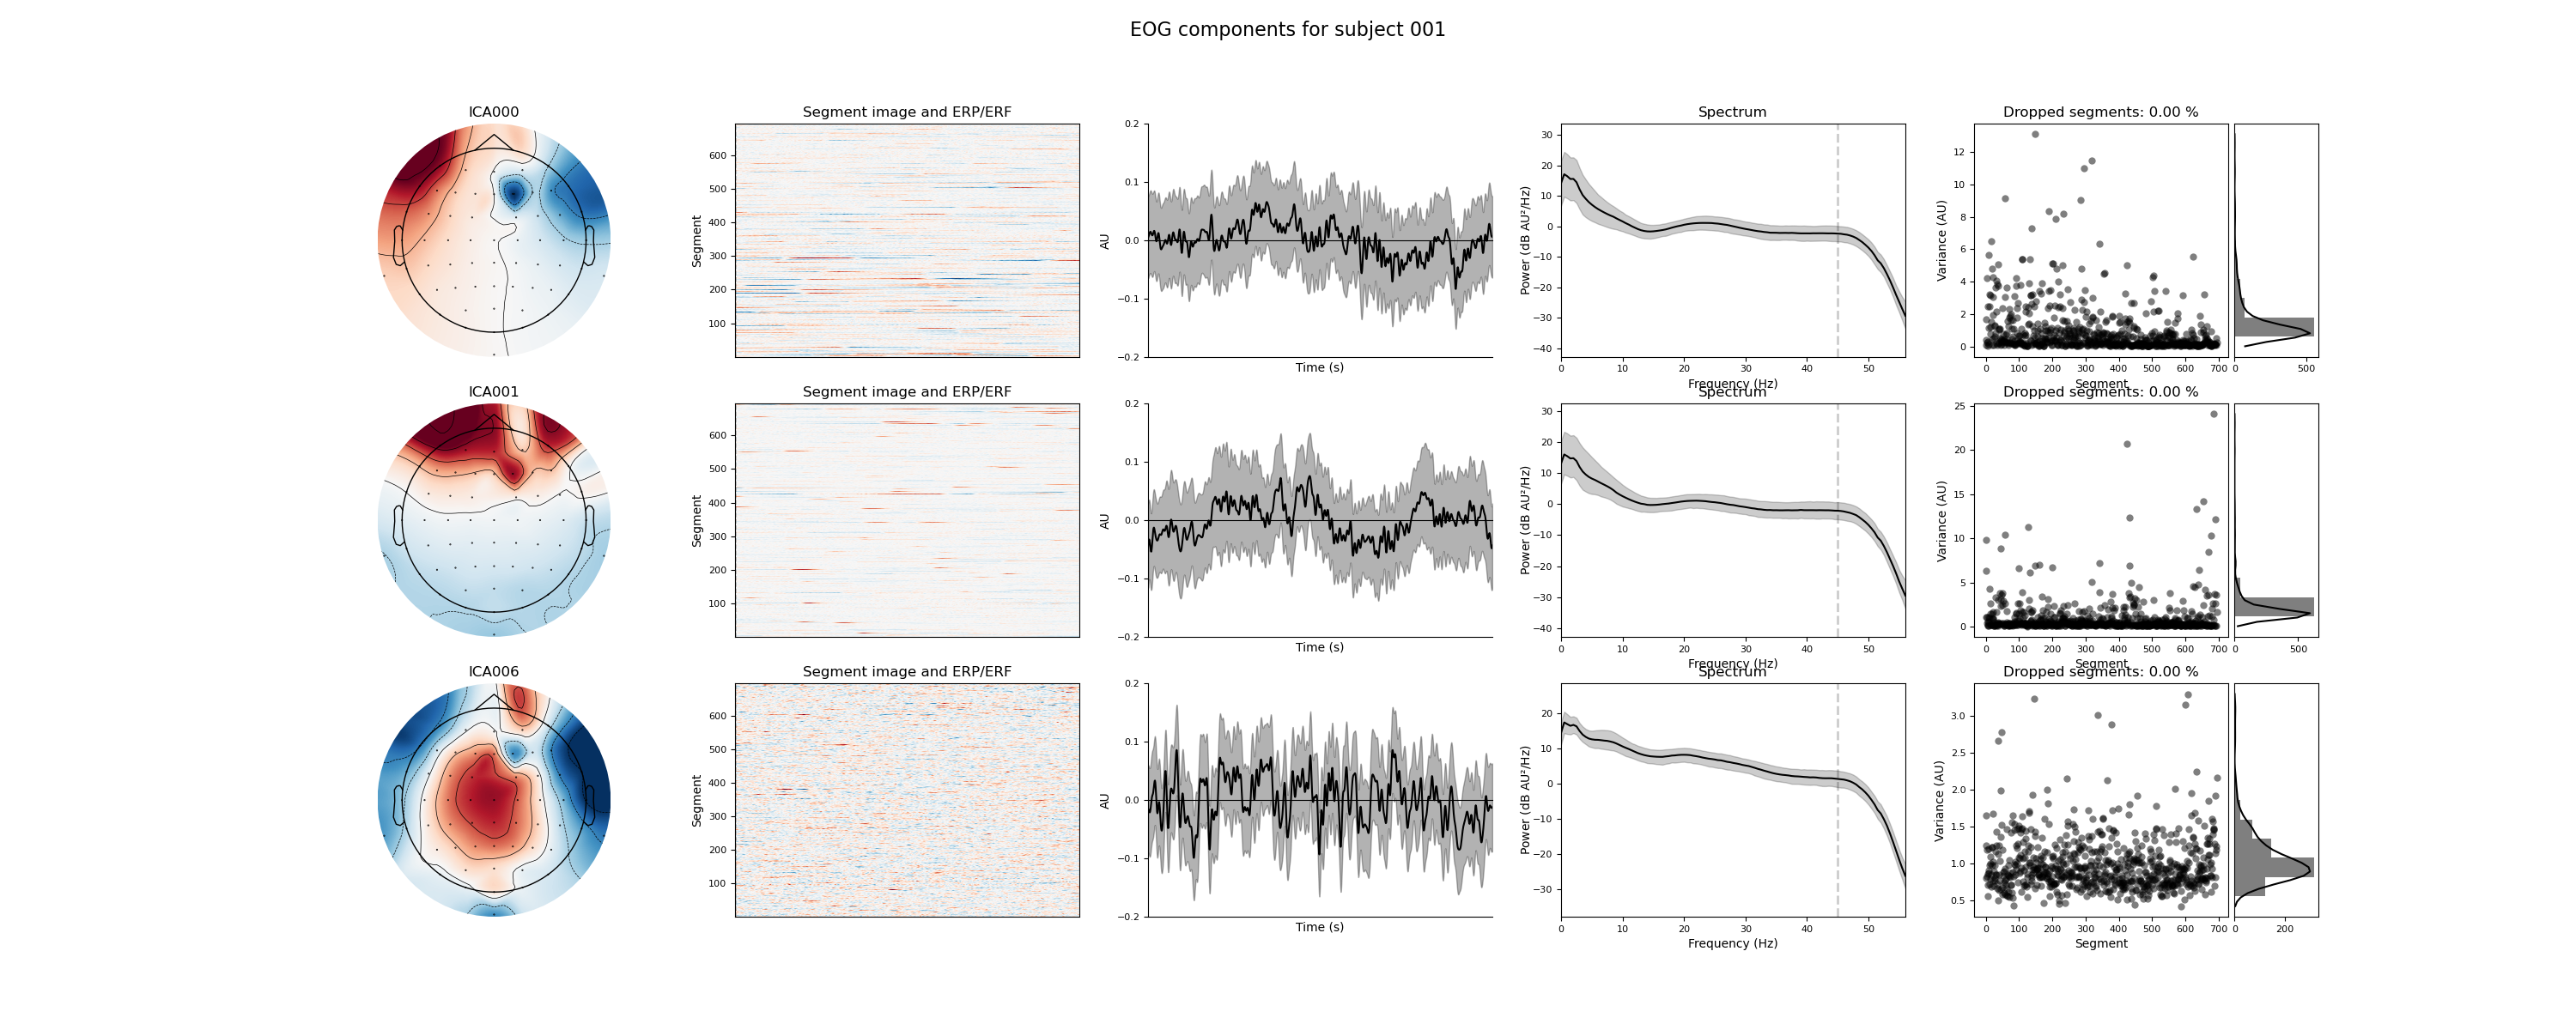 EOG components for subject 001
ICA000
Segment image and ERP/ERF
Spectrum
Dropped segments: 0.00 %
Segment
600
500
400
300
200
100
AU
0.2
0.1
0.0
−0.1
−0.2
Time (s)
Power (dB AU²/Hz)
30
20
10
0
−10
−20
−30
−40
0 10 20 30 40 50
Frequency (Hz)
Variance (AU)
12
10
8
6
4
2
0
0 100 200 300 400 500 600 700
0 500
Segment
ICA001
Segment image and ERP/ERF
Spectrum
Dropped segments: 0.00 %
Segment
600
500
400
300
200
100
AU
0.2
0.1
0.0
−0.1
−0.2
Time (s)
Power (dB AU²/Hz)
30
20
10
0
−10
−20
−30
−40
0 10 20 30 40 50
Frequency (Hz)
Variance (AU)
25
20
15
10
5
0
0 100 200 300 400 500 600 700
0 500
Segment
ICA006
Segment image and ERP/ERF
Spectrum
Dropped segments: 0.00 %
Segment
600
500
400
300
200
100
AU
0.2
0.1
0.0
−0.1
−0.2
Time (s)
Power (dB AU²/Hz)
20
10
0
−10
−20
−30
0 10 20 30 40 50
Frequency (Hz)
Variance (AU)
3.0
2.5
2.0
1.5
1.0
0.5
0 100 200 300 400 500 600 700
0 200
Segment